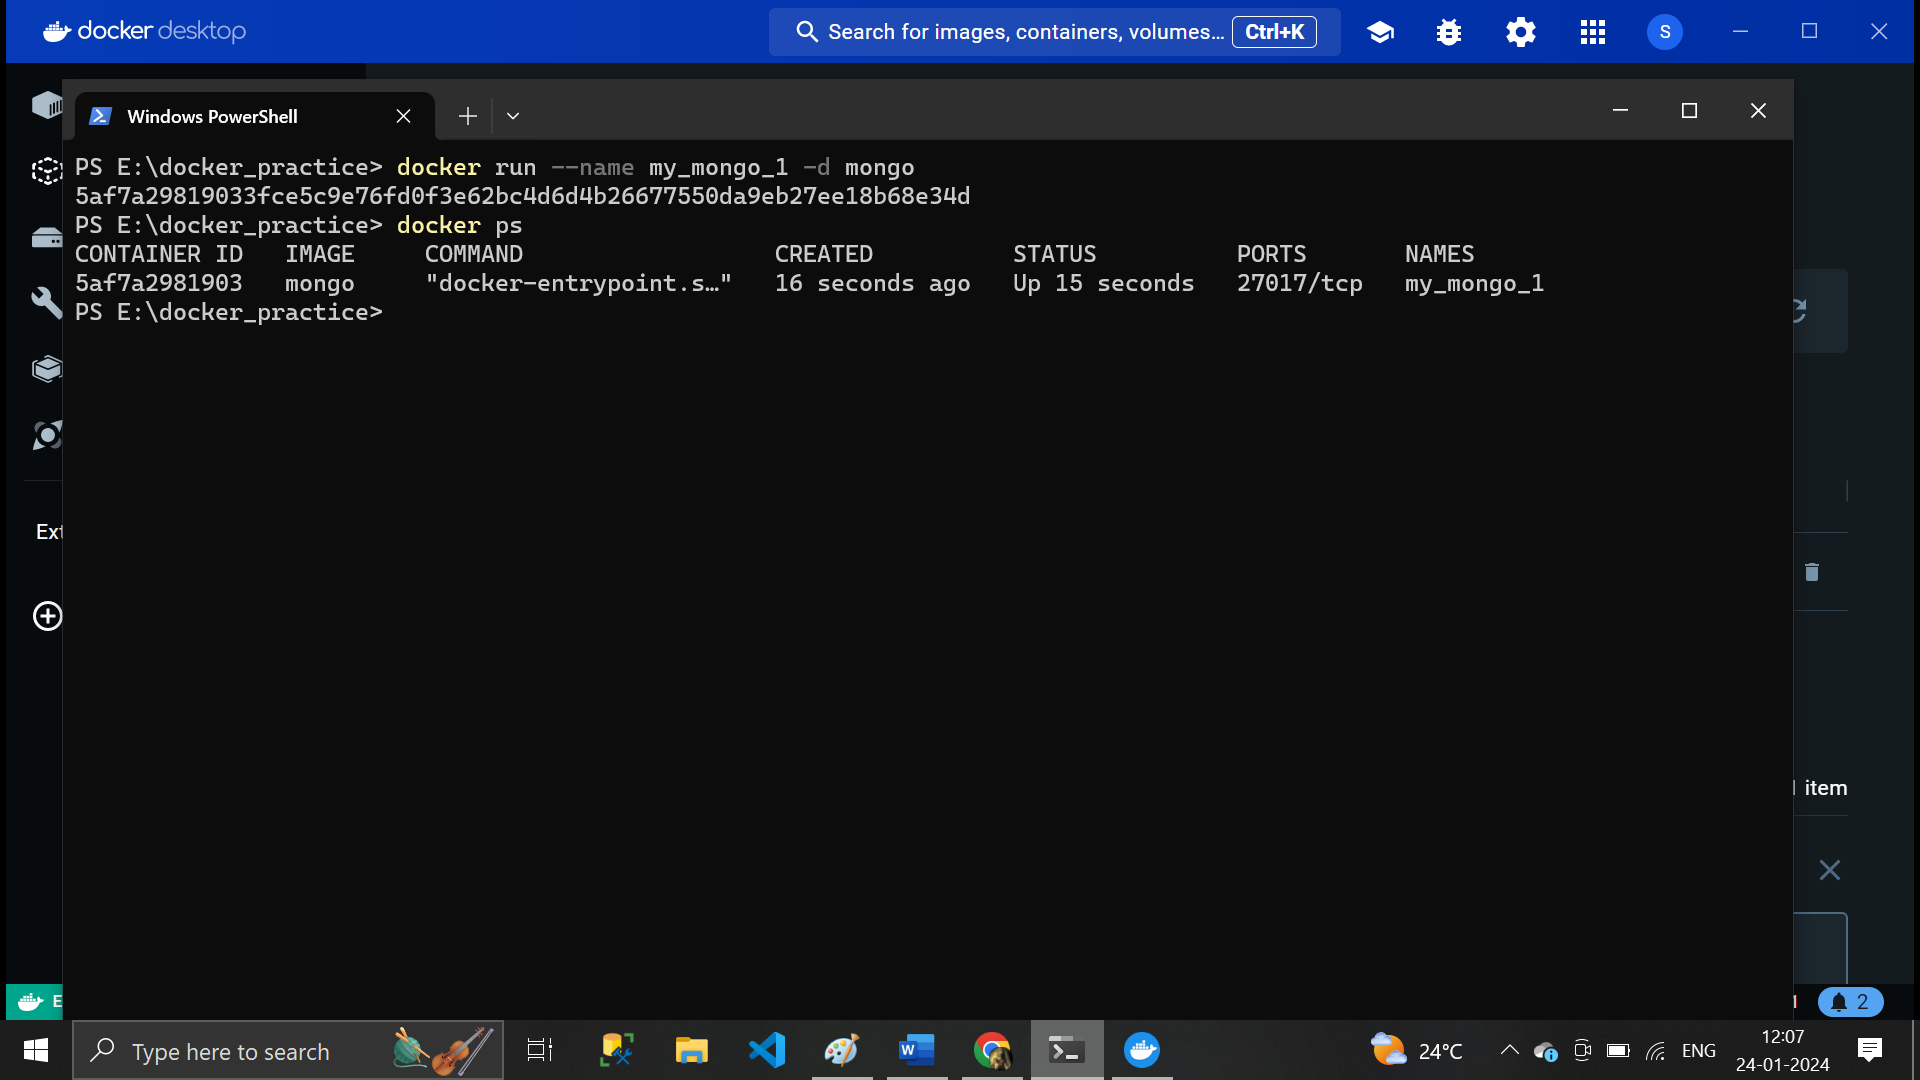 docker desktop
Search for images, containers, volumes... Ctrl+K
S
Windows PowerShell
PS E:\docker_practice> docker run --name my_mongo_1 -d mongo
5af7a29819033fce5c9e76fd0f3e62bc4d6d4b26677550da9eb27ee18b68e34d
PS E:\docker_practice> docker ps
CONTAINER ID   IMAGE     COMMAND                  CREATED          STATUS          PORTS       NAMES
5af7a2981903   mongo     "docker-entrypoint.s…"   16 seconds ago   Up 15 seconds   27017/tcp   my_mongo_1
PS E:\docker_practice>
Ext
item
E
2
Type here to search
24°C
ENG
12:07
24-01-2024